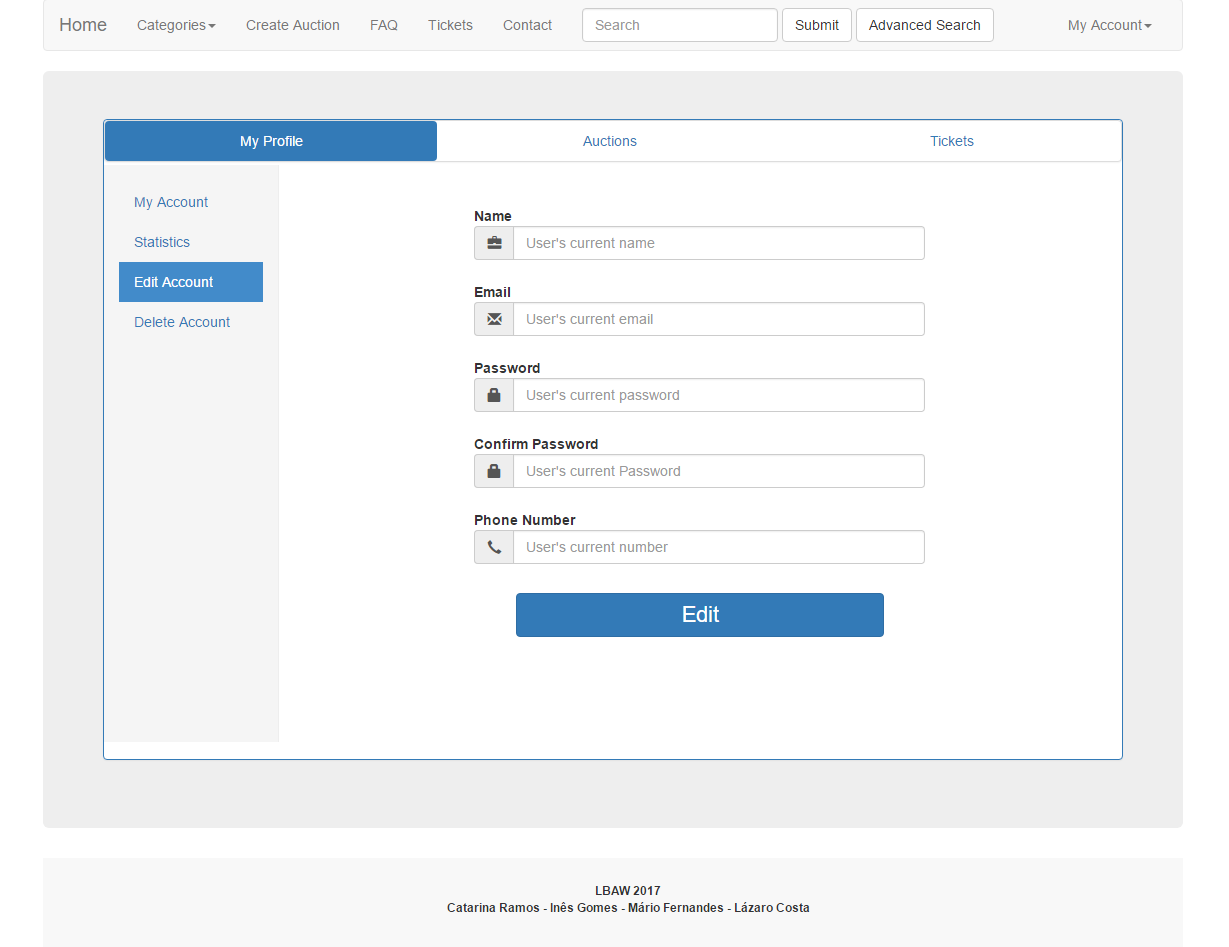 Home Categories Create Auction FAQ Tickets Contact Search Submit Advanced Search My Account
My Profile Auctions Tickets
My Account
Statistics
Edit Account
Delete Account
Name
User's current name
Email
User's current email
Password
User's current password
Confirm Password
User's current Password
Phone Number
User's current number
Edit
LBAW 2017
Catarina Ramos - Inês Gomes - Mário Fernandes - Lázaro Costa